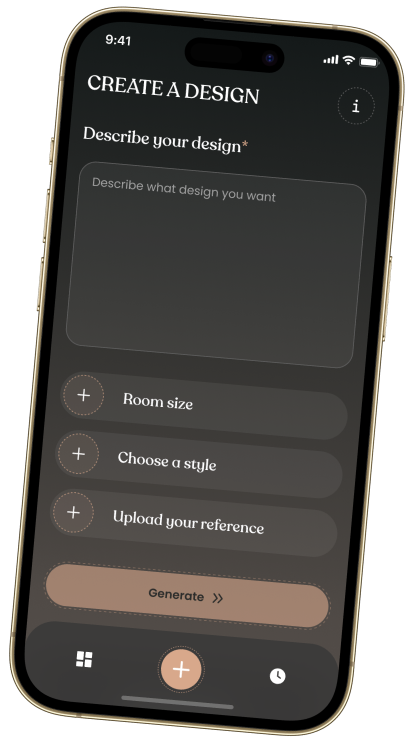 9:41
CREATE A DESIGN
i
Describe your design*
Describe what design you want
Room size
Choose a style
Upload your reference
Generate